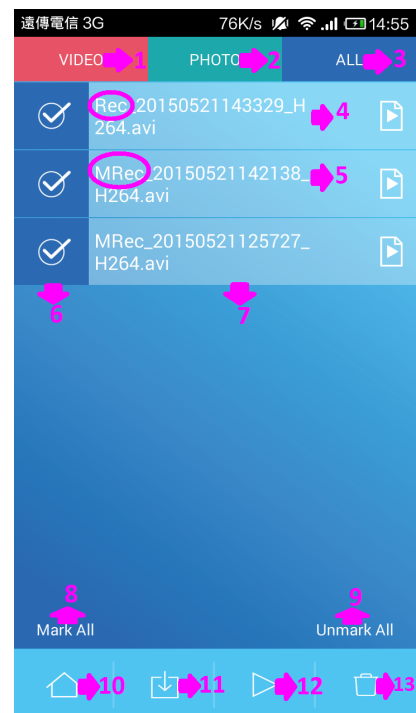 遠傳電信 3G 76K/s 14:55
VIDEO 1 PHOTO 2 ALL 3
Rec_20150521143329_H
264.avi
4
MRec_20150521142138_
H264.avi
5
MRec_20150521125727_
H264.avi
6 7
8 9
Mark All Unmark All
10 11 12 13